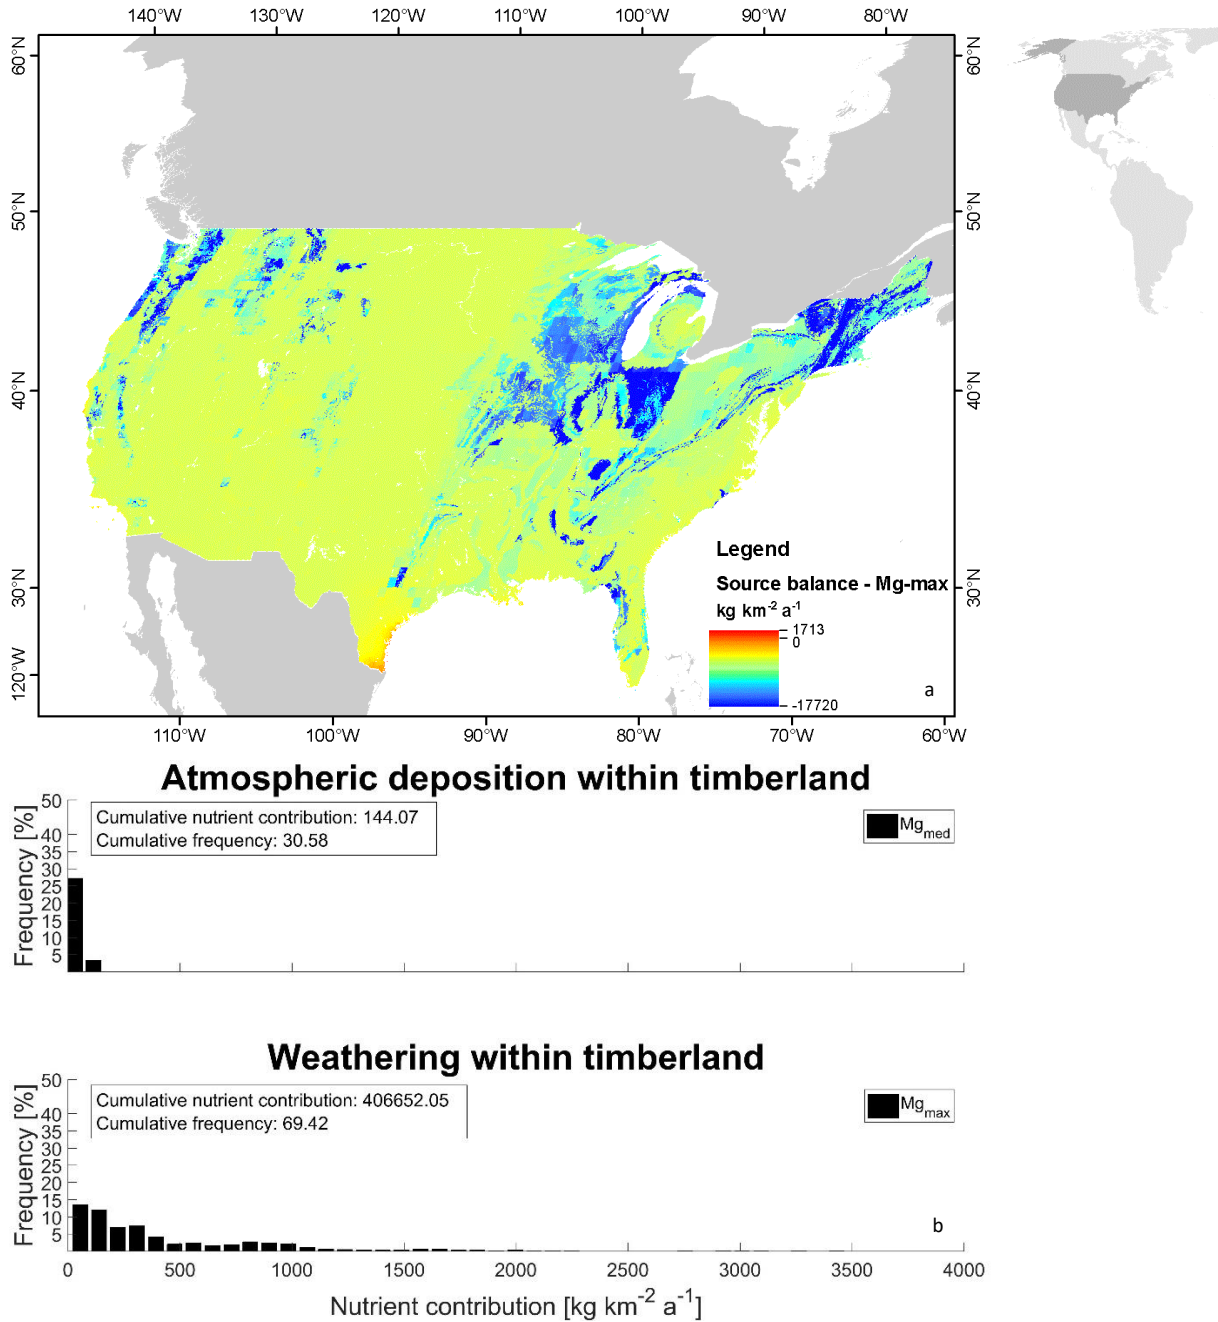 140°W 130°W 120°W 110°W 100°W 90°W 80°W
60°N 60°N
50°N 50°N
40°N 40°N
30°N 30°N
120°W
Legend
Source balance - Mg-max
kg km⁻² a⁻¹
1713
0
-17720
a
110°W 100°W 90°W 80°W 70°W 60°W
Atmospheric deposition within timberland
Frequency [%]
50
40
35
30
25
20
15
10
5
Cumulative nutrient contribution: 144.07
Cumulative frequency: 30.58
Mg_med
Weathering within timberland
Frequency [%]
50
40
35
30
25
20
15
10
5
Cumulative nutrient contribution: 406652.05
Cumulative frequency: 69.42
Mg_max
b
0 500 1000 1500 2000 2500 3000 3500 4000
Nutrient contribution [kg km⁻² a⁻¹]